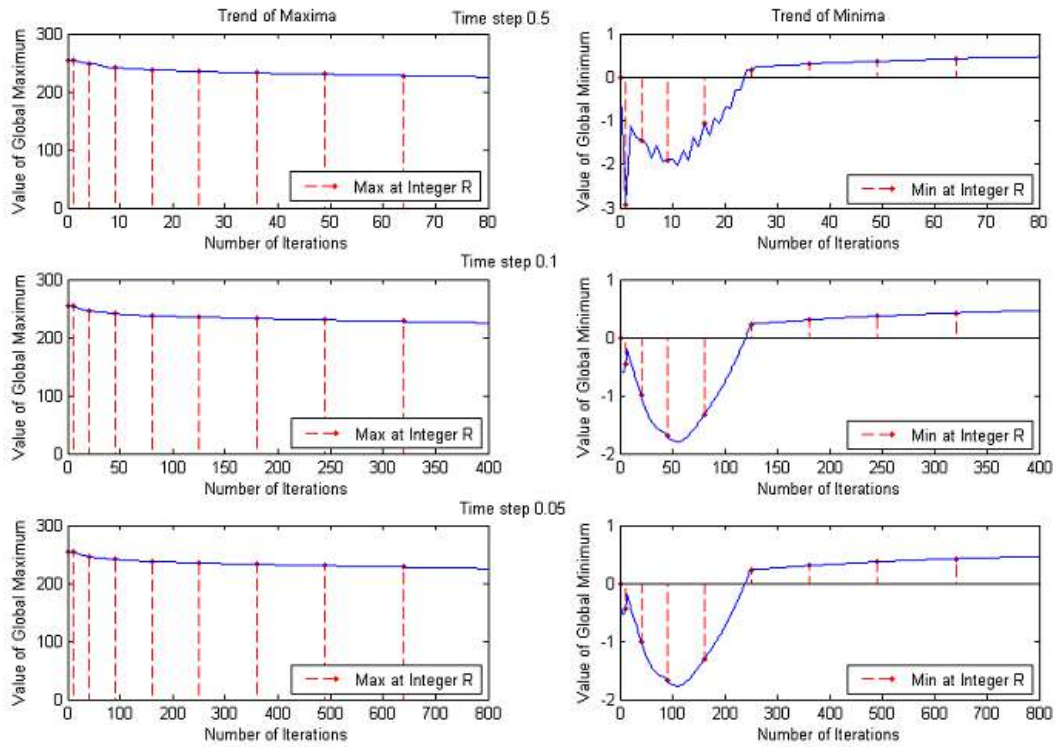 Trend of Maxima
Time step 0.5
Trend of Minima
Value of Global Maximum
300
200
100
0
0 10 20 30 40 50 60 70 80
Number of Iterations
Max at Integer R
Value of Global Minimum
1
0
-1
-2
-3
0 10 20 30 40 50 60 70 80
Number of Iterations
Min at Integer R
Time step 0.1
Value of Global Maximum
300
200
100
0
0 50 100 150 200 250 300 350 400
Number of Iterations
Max at Integer R
Value of Global Minimum
1
0
-1
-2
0 50 100 150 200 250 300 350 400
Number of Iterations
Min at Integer R
Time step 0.05
Value of Global Maximum
300
200
100
0
0 100 200 300 400 500 600 700 800
Number of Iterations
Max at Integer R
Value of Global Minimum
1
0
-1
-2
0 100 200 300 400 500 600 700 800
Number of Iterations
Min at Integer R